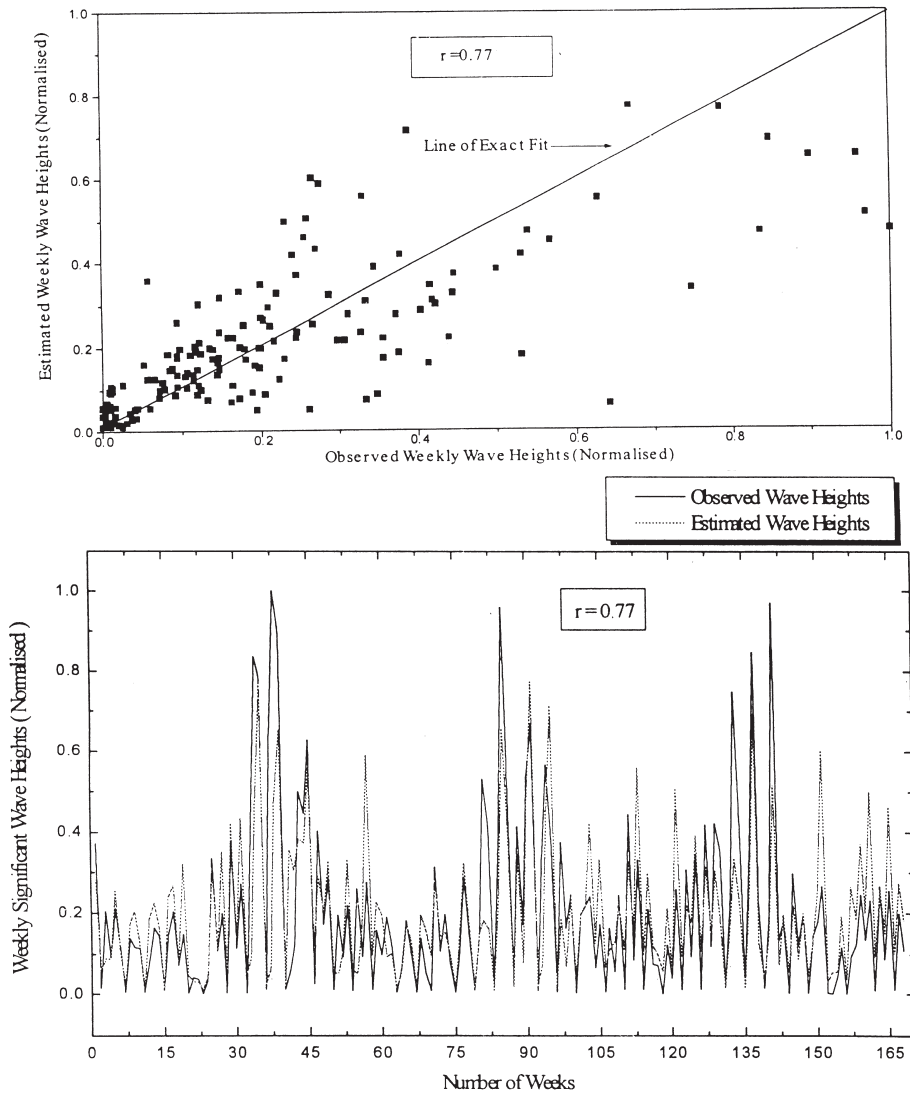 1.0
0.8
0.6
0.4
0.2
0.0
Estimated Weekly Wave Heights (Normalised)
r=0.77
Line of Exact Fit
0.0 0.2 0.4 0.6 0.8 1.0
Observed Weekly Wave Heights (Normalised)
Observed Wave Heights
Estimated Wave Heights
1.0
0.8
0.6
0.4
0.2
0.0
Weekly Significant Wave Heights (Normalised)
r=0.77
0 15 30 45 60 75 90 105 120 135 150 165
Number of Weeks